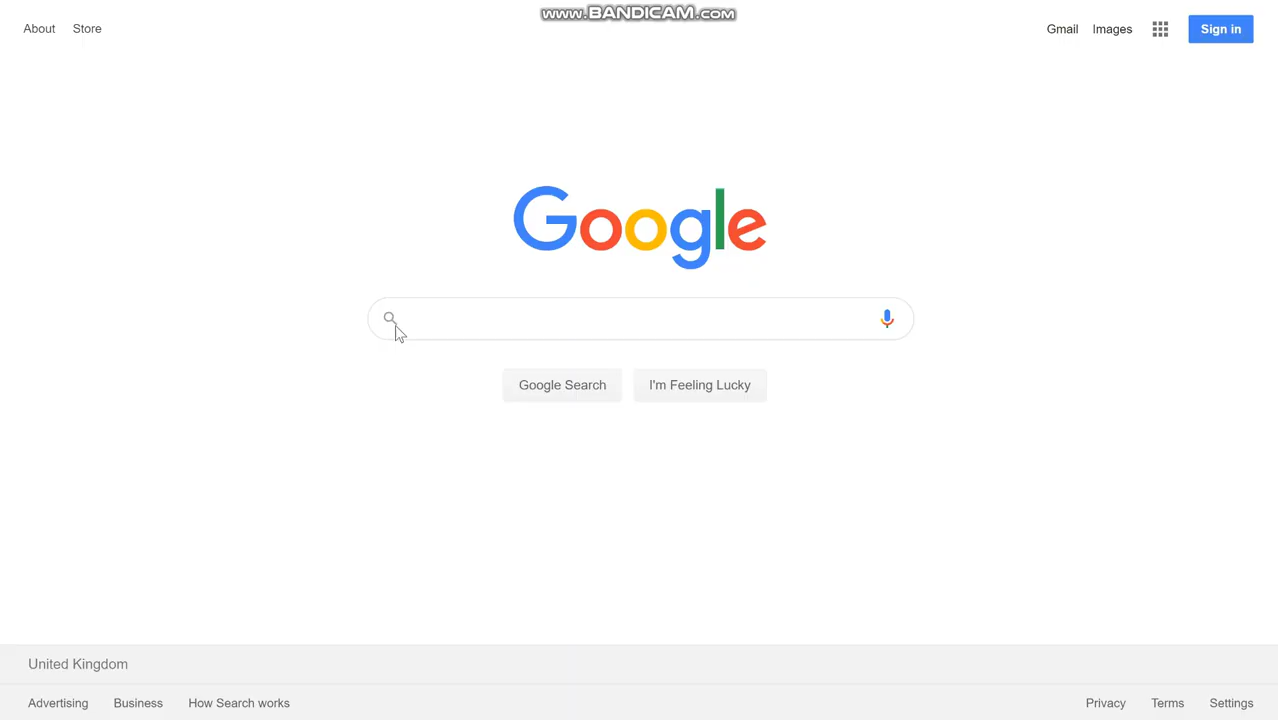 www.BANDICAM.com
About Store Gmail Images Sign in
Google
Google Search I'm Feeling Lucky
United Kingdom
Advertising Business How Search works Privacy Terms Settings